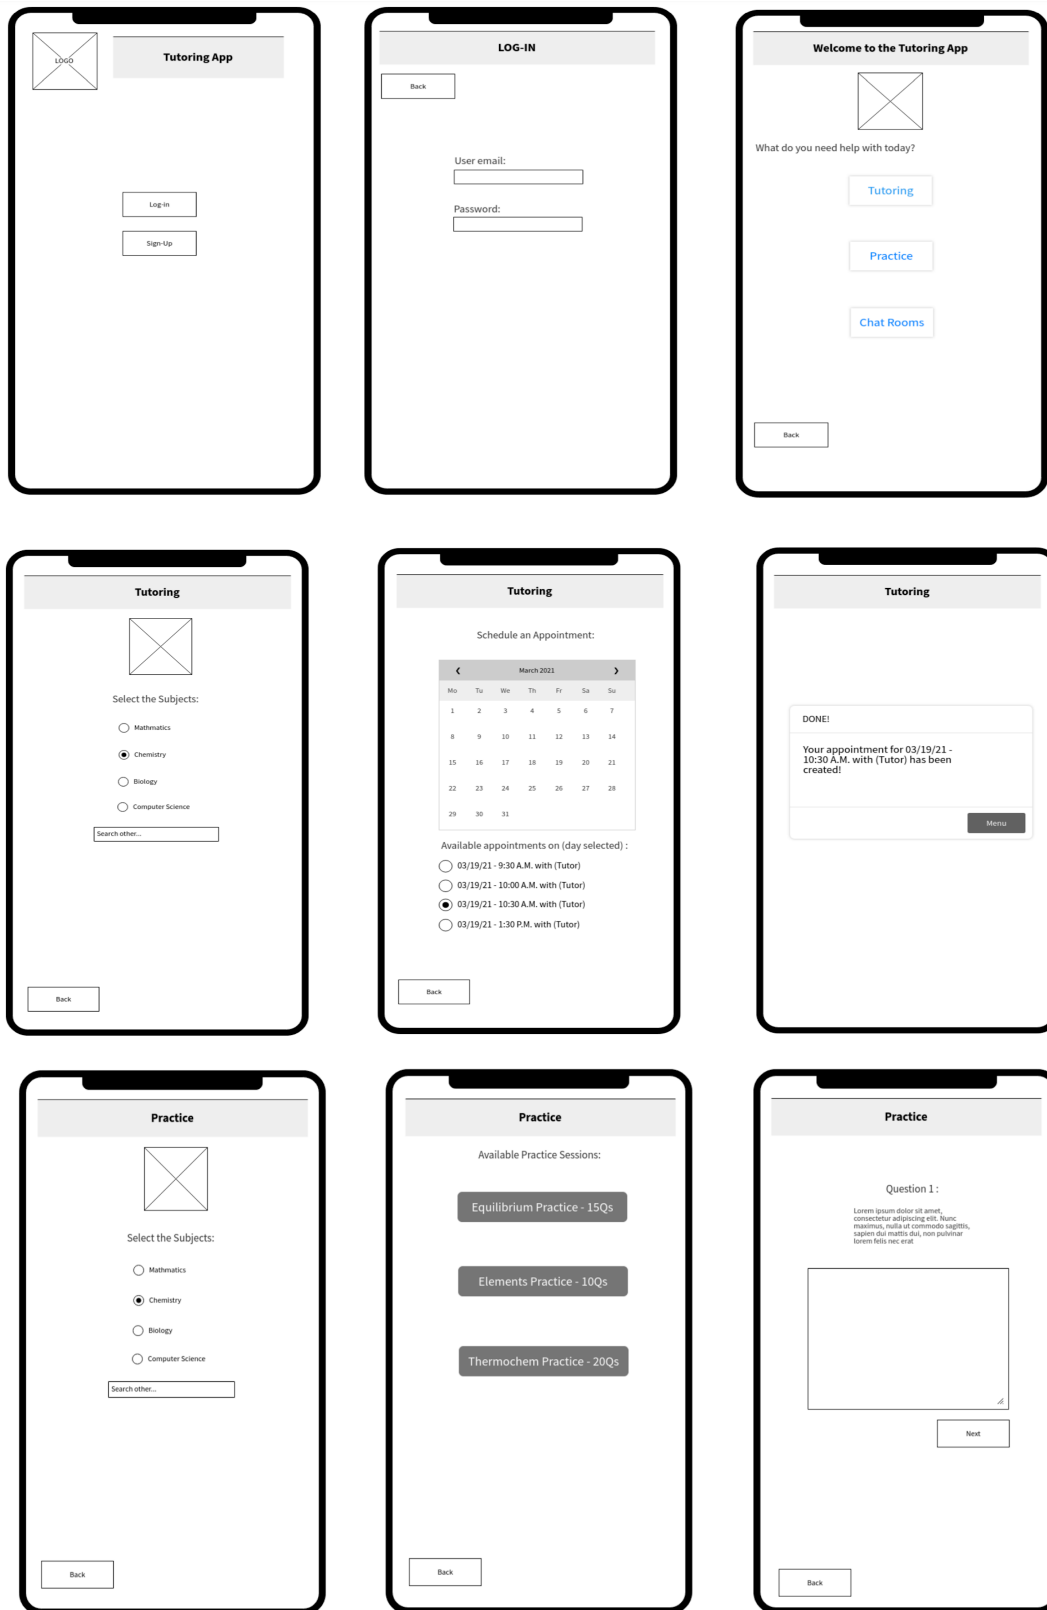 LOGO
Tutoring App
Log-in
Sign-Up
LOG-IN
Back
User email:
Password:
Welcome to the Tutoring App
What do you need help with today?
Tutoring
Practice
Chat Rooms
Back
Tutoring
Select the Subjects:
Mathmatics
Chemistry
Biology
Computer Science
Search other...
Back
Tutoring
Schedule an Appointment:
❮ March 2021 ❯
Mo Tu We Th Fr Sa Su
1 2 3 4 5 6 7
8 9 10 11 12 13 14
15 16 17 18 19 20 21
22 23 24 25 26 27 28
29 30 31
Available appointments on (day selected) :
03/19/21 - 9:30 A.M. with (Tutor)
03/19/21 - 10:00 A.M. with (Tutor)
03/19/21 - 10:30 A.M. with (Tutor)
03/19/21 - 1:30 P.M. with (Tutor)
Back
Tutoring
DONE!
Your appointment for 03/19/21 -
10:30 A.M. with (Tutor) has been
created!
Menu
Practice
Select the Subjects:
Mathmatics
Chemistry
Biology
Computer Science
Search other...
Back
Practice
Available Practice Sessions:
Equilibrium Practice - 15Qs
Elements Practice - 10Qs
Thermochem Practice - 20Qs
Back
Practice
Question 1 :
Lorem ipsum dolor sit amet,
consectetur adipiscing elit. Nunc
maximus, nulla ut commodo sagittis,
sapien dui mattis dui, non pulvinar
lorem felis nec erat
Next
Back